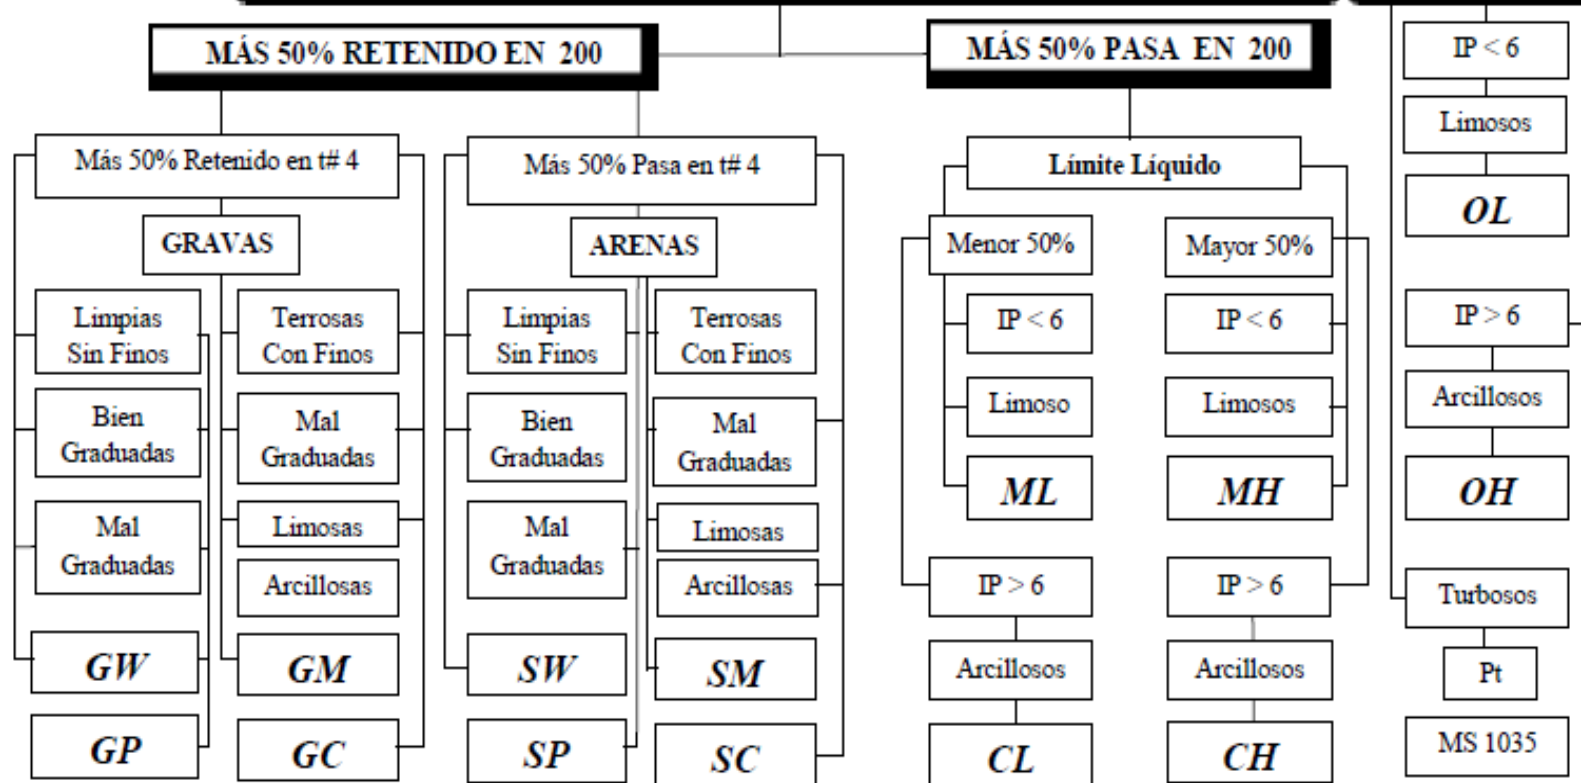 MÁS 50% RETENIDO EN 200
MÁS 50% PASA EN 200
Más 50% Retenido en t# 4
GRAVAS
Limpias
Sin Finos
Terrosas
Con Finos
Bien
Graduadas
Mal
Graduadas
Mal
Graduadas
Limosas
Arcillosas
GW
GM
GP
GC
Más 50% Pasa en t# 4
ARENAS
Limpias
Sin Finos
Terrosas
Con Finos
Bien
Graduadas
Mal
Graduadas
Mal
Graduadas
Limosas
Arcillosas
SW
SM
SP
SC
Límite Líquido
Menor 50%
Mayor 50%
IP < 6
IP < 6
Limoso
Limosos
ML
MH
IP > 6
IP > 6
Arcillosos
Arcillosos
CL
CH
IP < 6
Limosos
OL
IP > 6
Arcillosos
OH
Turbosos
Pt
MS 1035